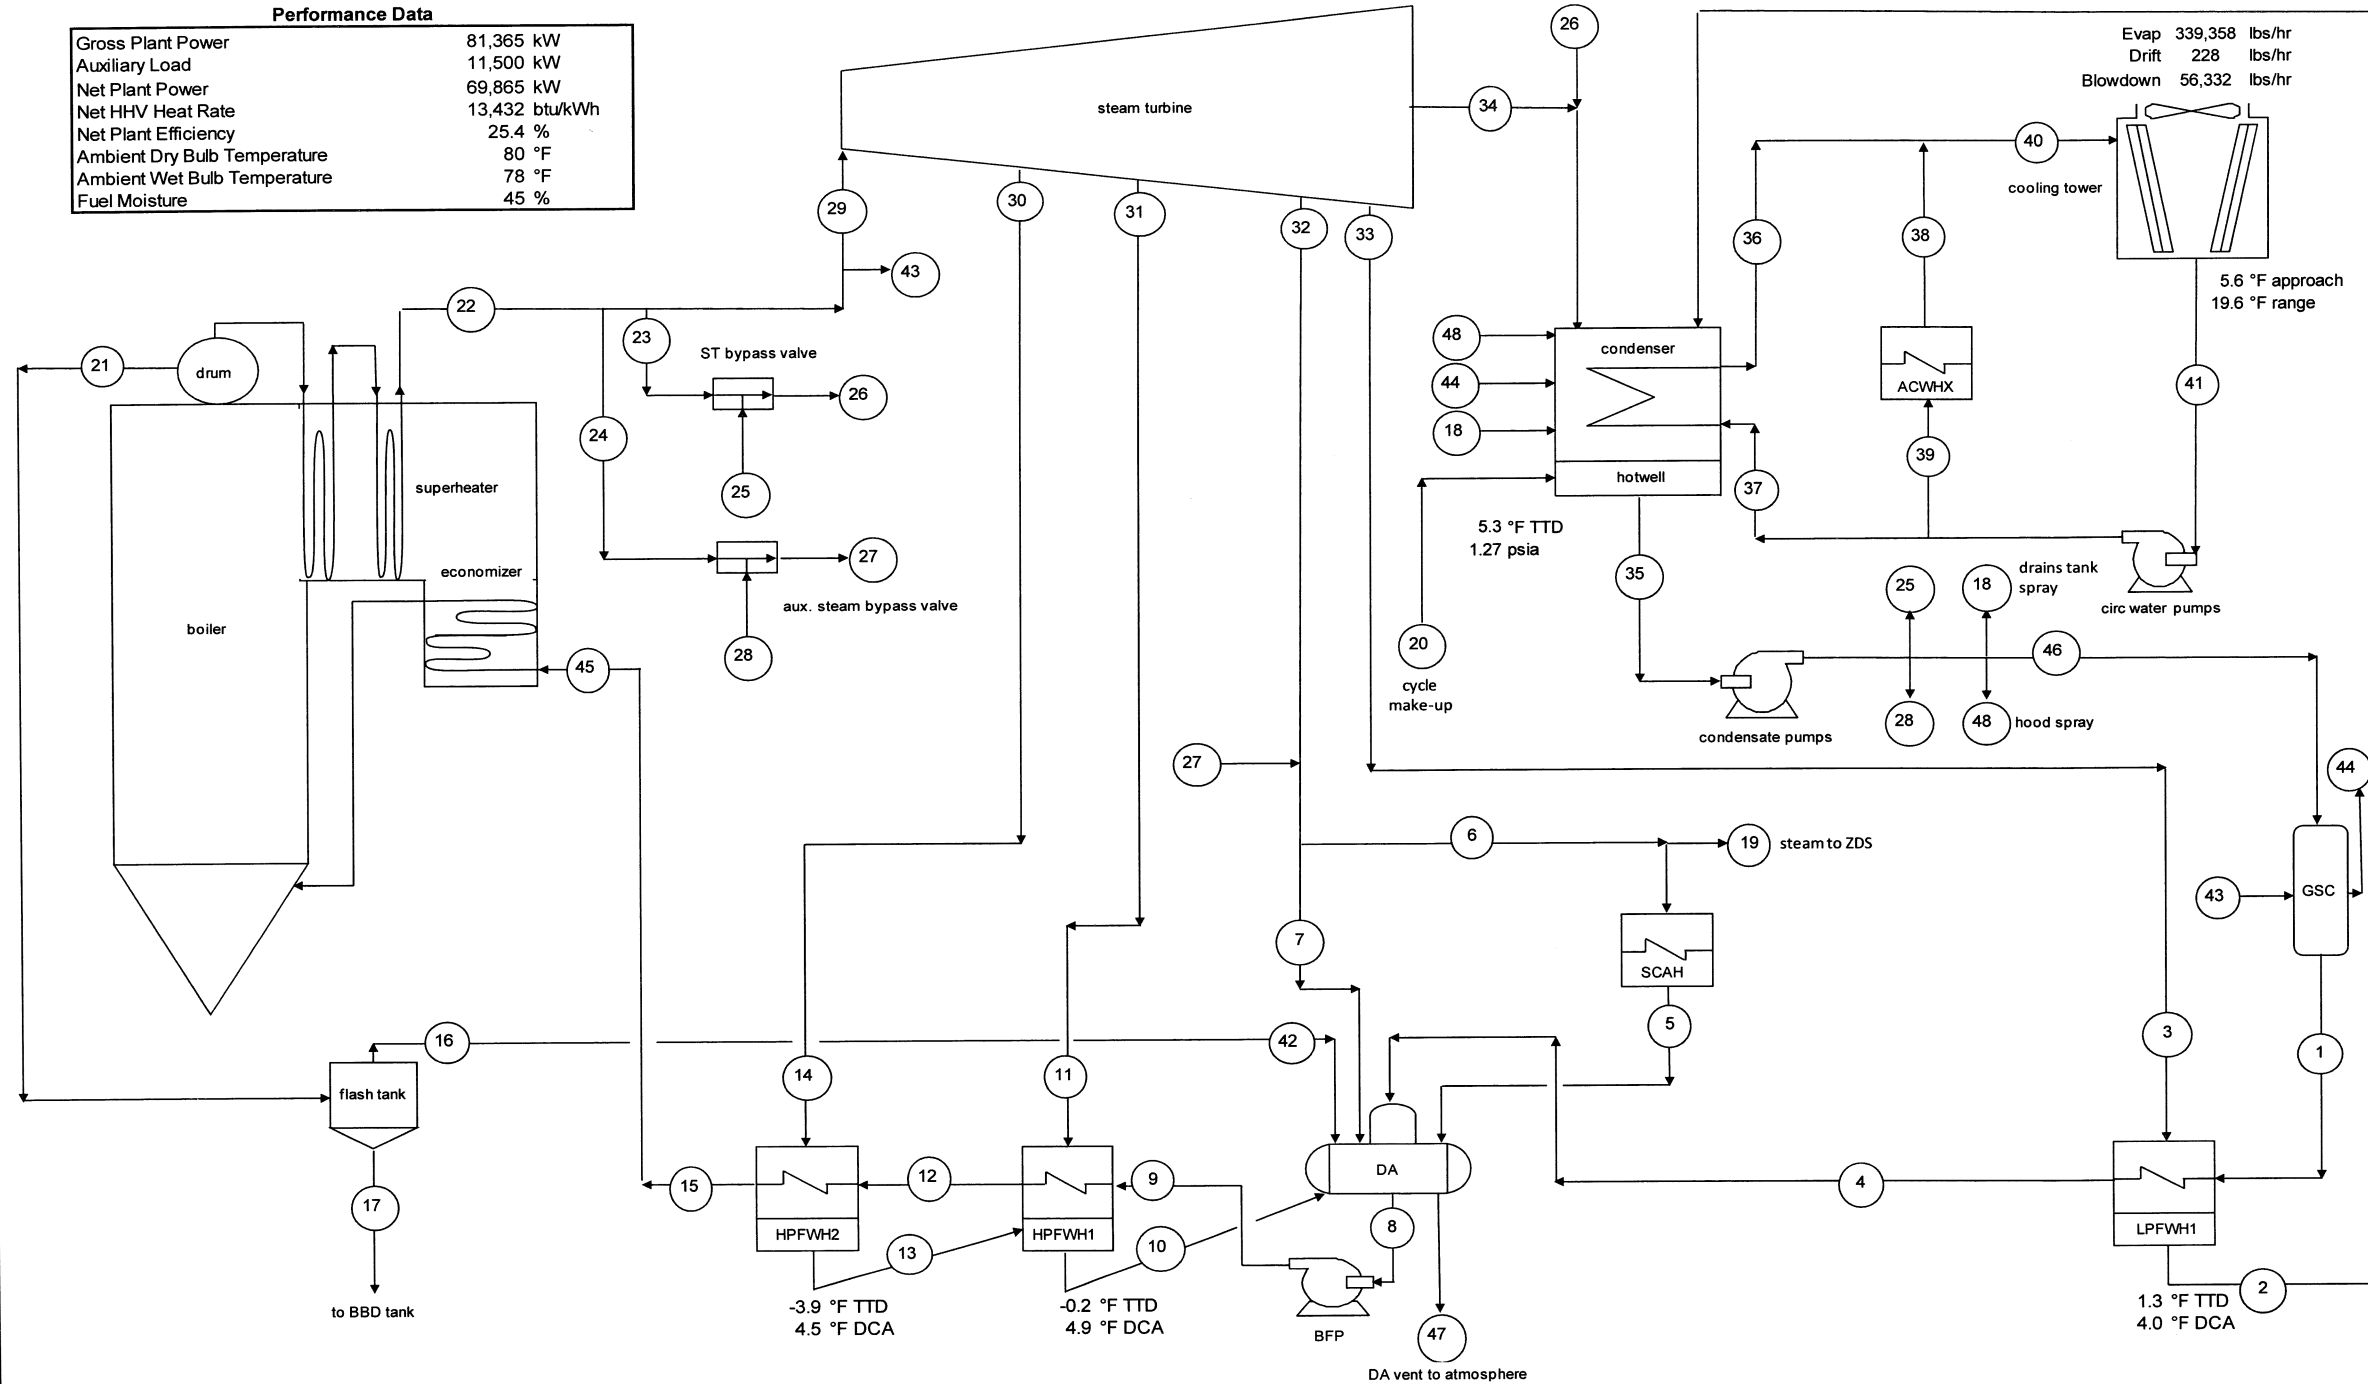 Performance Data
Gross Plant Power 81,365 kW
Auxiliary Load 11,500 kW
Net Plant Power 69,865 kW
Net HHV Heat Rate 13,432 btu/kWh
Net Plant Efficiency 25.4 %
Ambient Dry Bulb Temperature 80 °F
Ambient Wet Bulb Temperature 78 °F
Fuel Moisture 45 %
steam turbine
26
34
Evap 339,358 lbs/hr
Drift 228 lbs/hr
Blowdown 56,332 lbs/hr
40
cooling tower
29
30
31
32
33
36
38
43
5.6 °F approach
19.6 °F range
22
23
ST bypass valve
48
condenser
21
drum
26
44
ACWHX
41
24
18
39
superheater
25
hotwell
37
5.3 °F TTD
1.27 psia
economizer
27
35
25
18
drains tank
spray
circ water pumps
aux. steam bypass valve
boiler
28
20
46
45
cycle
make-up
28
48
hood spray
condensate pumps
27
44
6
19
steam to ZDS
43
GSC
7
SCAH
5
3
1
16
42
14
11
flash tank
DA
15
12
9
4
17
HPFWH2
13
HPFWH1
10
8
LPFWH1
2
to BBD tank
-3.9 °F TTD
4.5 °F DCA
-0.2 °F TTD
4.9 °F DCA
BFP
47
1.3 °F TTD
4.0 °F DCA
DA vent to atmosphere